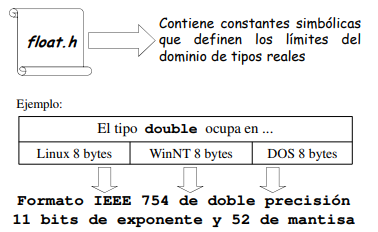 float.h
Contiene constantes simbólicas
que definen los límites del
dominio de tipos reales
Ejemplo:
El tipo double ocupa en ...
Linux 8 bytes WinNT 8 bytes DOS 8 bytes
Formato IEEE 754 de doble precisión
11 bits de exponente y 52 de mantisa